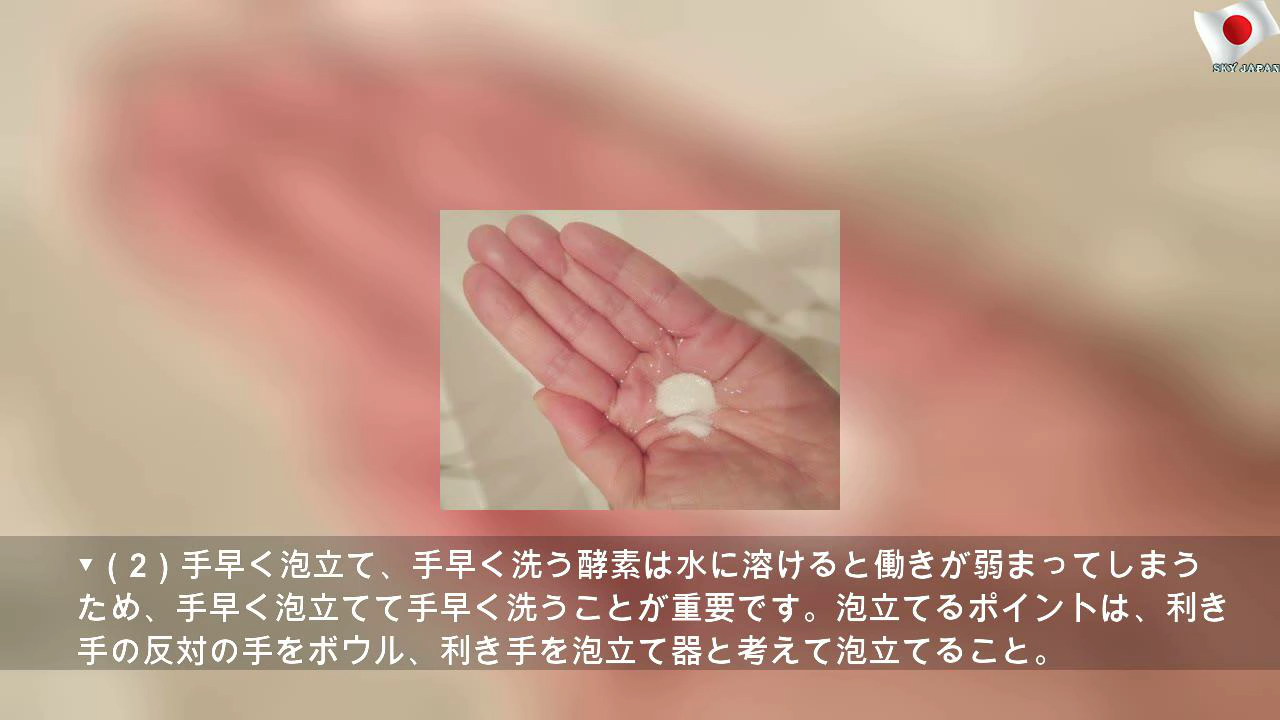 SKY JAPAN
▼(2)手早く泡立て、手早く洗う酵素は水に溶けると働きが弱まってしまう
ため、手早く泡立てて手早く洗うことが重要です。泡立てるポイントは、利き
手の反対の手をボウル、利き手を泡立て器と考えて泡立てること。